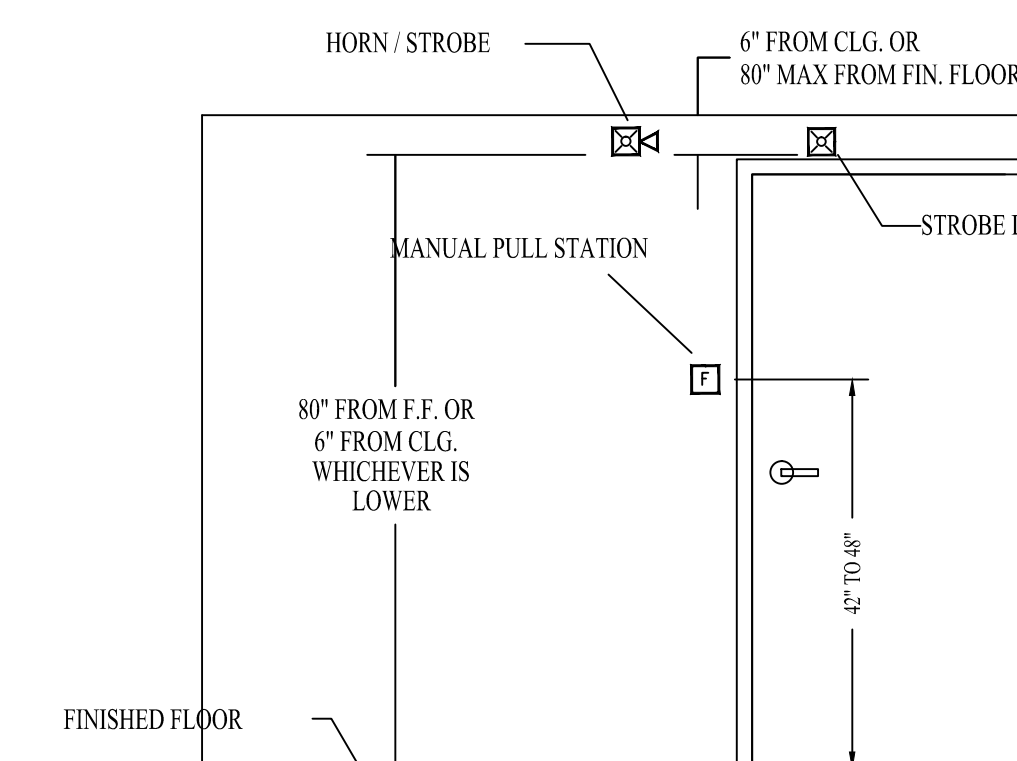 HORN / STROBE
6" FROM CLG. OR
80" MAX FROM FIN. FLOOR
STROBE
MANUAL PULL STATION
F
80" FROM F.F. OR
6" FROM CLG.
WHICHEVER IS
LOWER
42" TO 48"
FINISHED FLOOR